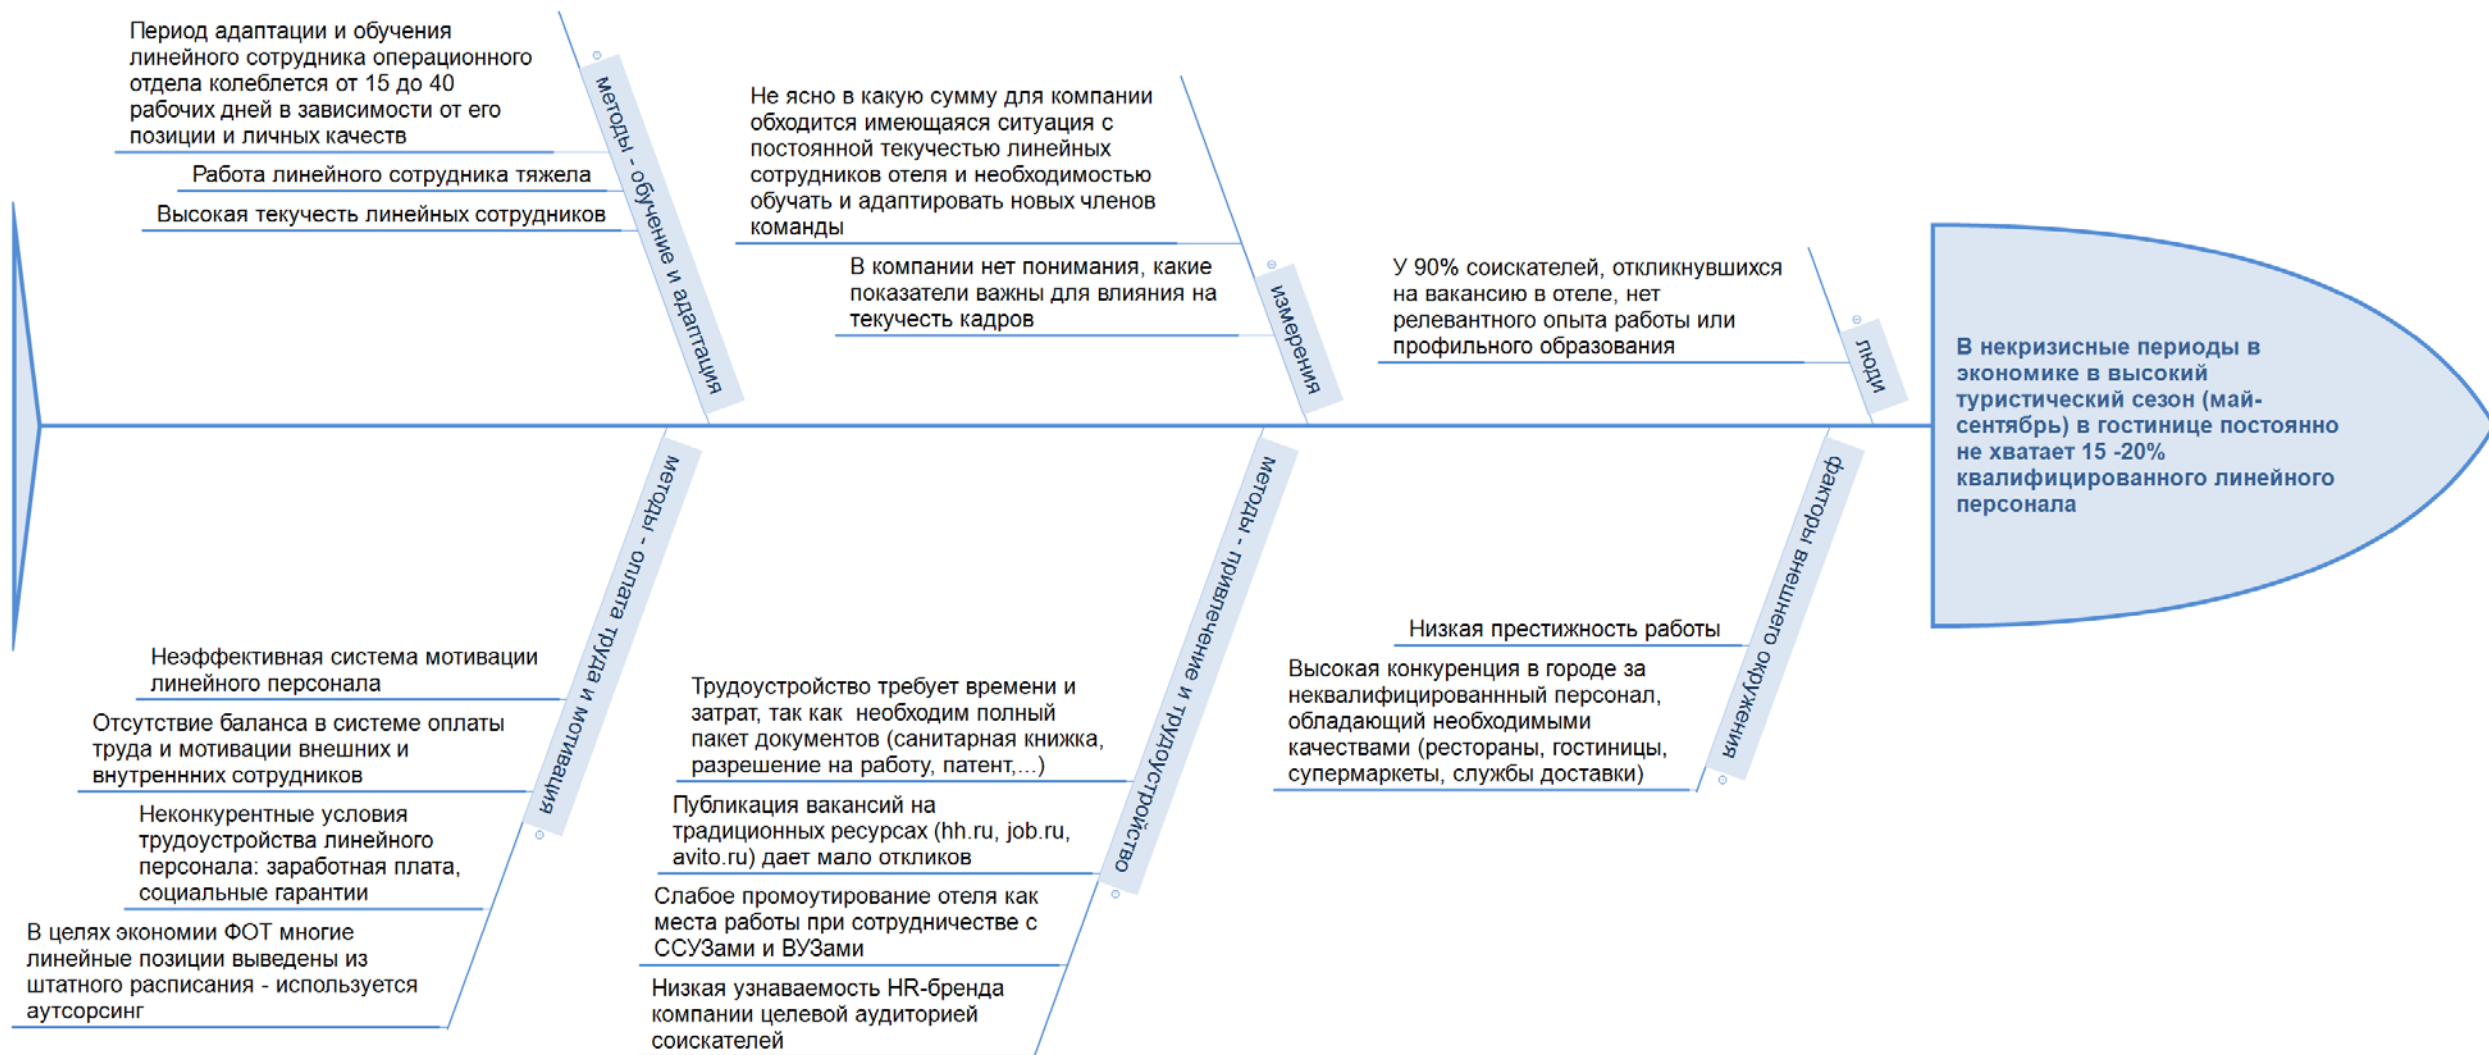 Период адаптации и обучения
линейного сотрудника операционного
отдела колеблется от 15 до 40
рабочих дней в зависимости от его
позиции и личных качеств
Работа линейного сотрудника тяжела
Высокая текучесть линейных сотрудников
методы - обучение и адаптация
Не ясно в какую сумму для компании
обходится имеющаяся ситуация с
постоянной текучестью линейных
сотрудников отеля и необходимостью
обучать и адаптировать новых членов
команды
В компании нет понимания, какие
показатели важны для влияния на
текучесть кадров
измерения
У 90% соискателей, откликнувшихся
на вакансию в отеле, нет
релевантного опыта работы или
профильного образования
люди
В некризисные периоды в
экономике в высокий
туристический сезон (май-
сентябрь) в гостинице постоянно
не хватает 15 -20%
квалифицированного линейного
персонала
Неэффективная система мотивации
линейного персонала
Отсутствие баланса в системе оплаты
труда и мотивации внешних и
внутреннних сотрудников
Неконкурентные условия
трудоустройства линейного
персонала: заработная плата,
социальные гарантии
В целях экономии ФОТ многие
линейные позиции выведены из
штатного расписания - используется
аутсорсинг
методы - оплата труда и мотивация
Трудоустройство требует времени и
затрат, так как  необходим полный
пакет документов (санитарная книжка,
разрешение на работу, патент,...)
Публикация вакансий на
традиционных ресурсах (hh.ru, job.ru,
avito.ru) дает мало откликов
Слабое промоутирование отеля как
места работы при сотрудничестве с
ССУЗами и ВУЗами
Низкая узнаваемость HR-бренда
компании целевой аудиторией
соискателей
методы - привлечение и трудоустройство
Низкая престижность работы
Высокая конкуренция в городе за
неквалифицированнный персонал,
обладающий необходимыми
качествами (рестораны, гостиницы,
супермаркеты, службы доставки)
факторы внешнего окружения